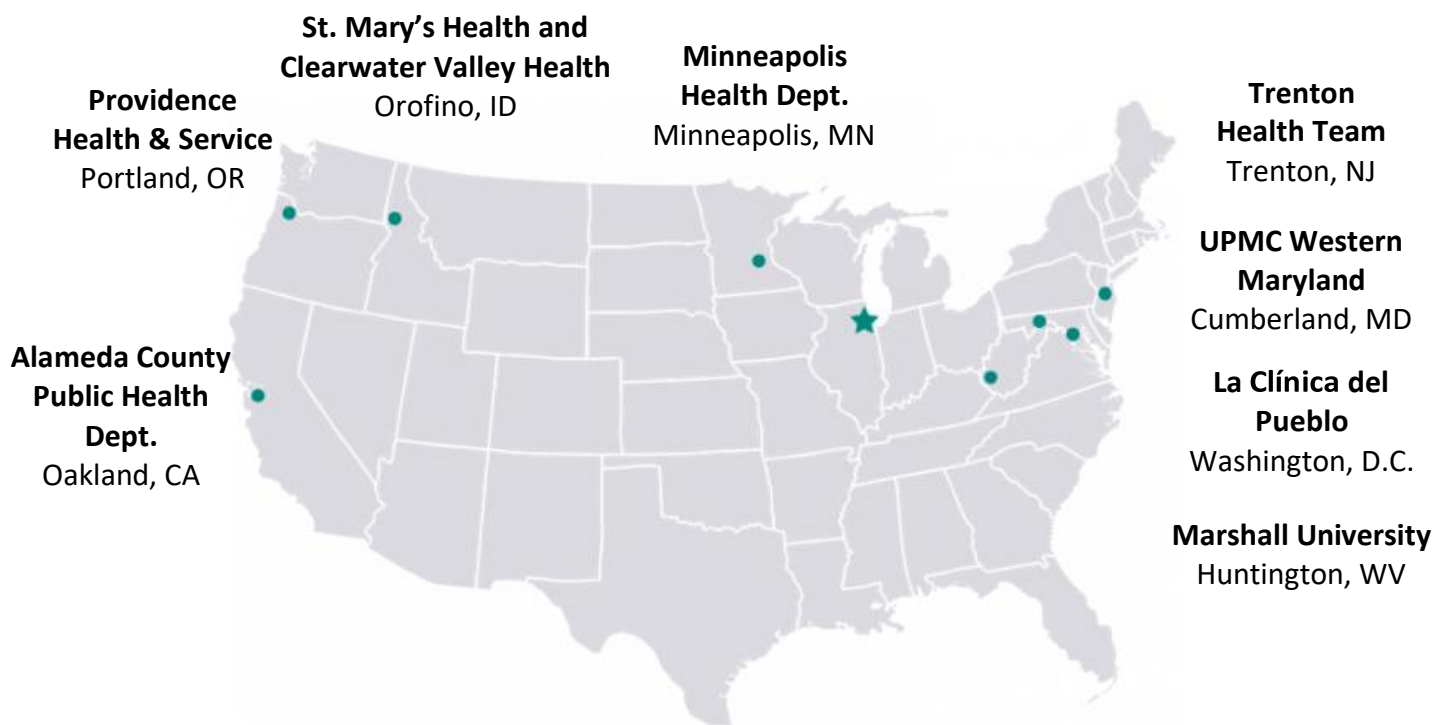 St. Mary’s Health and
Clearwater Valley Health
Orofino, ID
Minneapolis
Health Dept.
Minneapolis, MN
Providence
Health & Service
Portland, OR
Trenton
Health Team
Trenton, NJ
UPMC Western
Maryland
Cumberland, MD
Alameda County
Public Health
Dept.
Oakland, CA
La Clínica del
Pueblo
Washington, D.C.
Marshall University
Huntington, WV